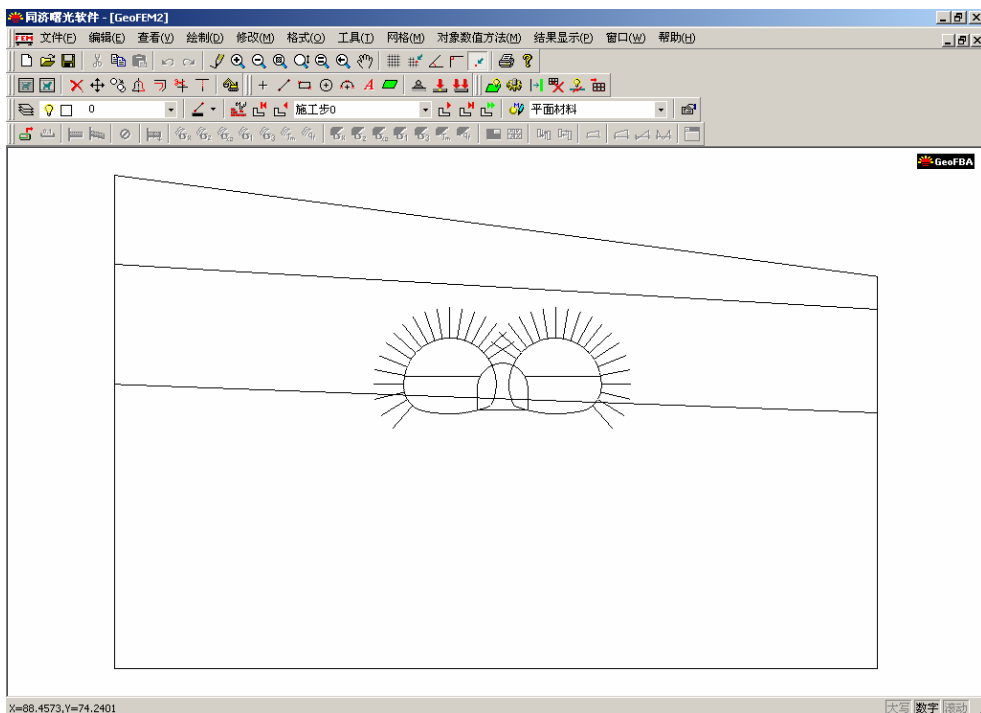 同济曙光软件 - [GeoFEM2]
FEM 文件(F) 编辑(E) 查看(V) 绘制(D) 修改(M) 格式(O) 工具(I) 网格(M) 对象数值方法(M) 结果显示(P) 窗口(W) 帮助(H)
A
0 施工步0 平面材料
GeoFBA
X=88.4573,Y=74.2401 大写 数字 滚动